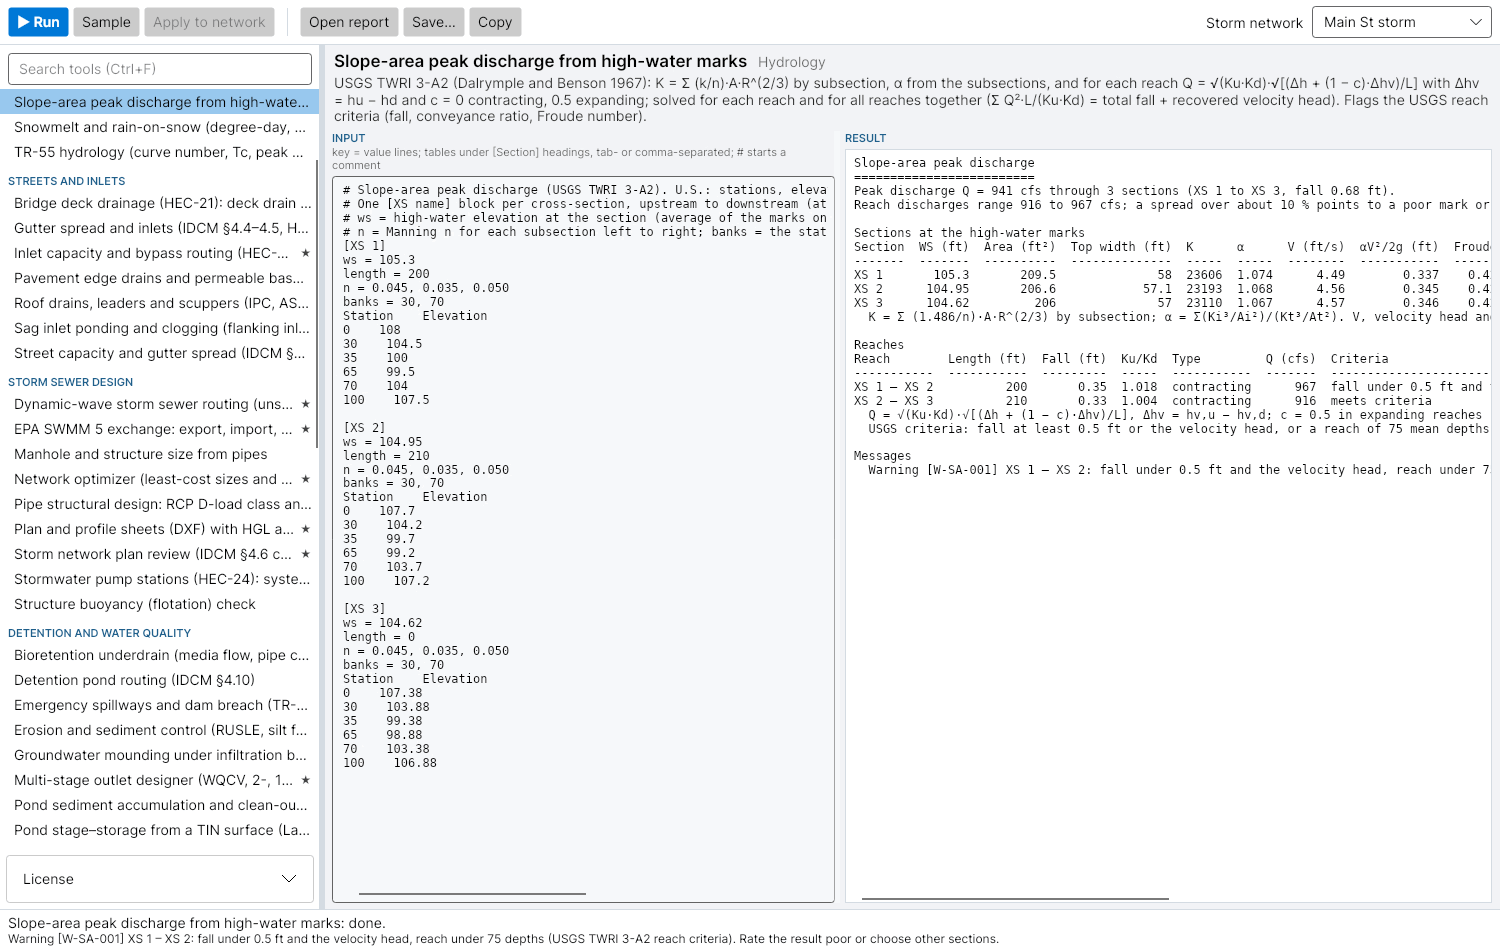 ▶ Run Sample Apply to network Open report Save... Copy Storm network Main St storm
Search tools (Ctrl+F)
Slope-area peak discharge from high-wate...
Snowmelt and rain-on-snow (degree-day, ...
TR-55 hydrology (curve number, Tc, peak ...
STREETS AND INLETS
Bridge deck drainage (HEC-21): deck drain ...
Gutter spread and inlets (IDCM §4.4–4.5, H...
Inlet capacity and bypass routing (HEC-... ★
Pavement edge drains and permeable bas...
Roof drains, leaders and scuppers (IPC, AS...
Sag inlet ponding and clogging (flanking inl...
Street capacity and gutter spread (IDCM §...
STORM SEWER DESIGN
Dynamic-wave storm sewer routing (uns... ★
EPA SWMM 5 exchange: export, import, ... ★
Manhole and structure size from pipes
Network optimizer (least-cost sizes and ... ★
Pipe structural design: RCP D-load class an...
Plan and profile sheets (DXF) with HGL a... ★
Storm network plan review (IDCM §4.6 c... ★
Stormwater pump stations (HEC-24): syste...
Structure buoyancy (flotation) check
DETENTION AND WATER QUALITY
Bioretention underdrain (media flow, pipe c...
Detention pond routing (IDCM §4.10)
Emergency spillways and dam breach (TR-...
Erosion and sediment control (RUSLE, silt f...
Groundwater mounding under infiltration b...
Multi-stage outlet designer (WQCV, 2-, 1... ★
Pond sediment accumulation and clean-ou...
Pond stage–storage from a TIN surface (La...
License
Slope-area peak discharge from high-water marks Hydrology
USGS TWRI 3-A2 (Dalrymple and Benson 1967): K = Σ (k/n)·A·R^(2/3) by subsection, α from the subsections, and for each reach Q = √(Ku·Kd)·√[(Δh + (1 − c)·Δhv)/L] with Δhv
= hu − hd and c = 0 contracting, 0.5 expanding; solved for each reach and for all reaches together (Σ Q²·L/(Ku·Kd) = total fall + recovered velocity head). Flags the USGS reach
criteria (fall, conveyance ratio, Froude number).
INPUT
key = value lines; tables under [Section] headings, tab- or comma-separated; # starts a
comment
# Slope-area peak discharge (USGS TWRI 3-A2). U.S.: stations, eleva
# One [XS name] block per cross-section, upstream to downstream (at
# ws = high-water elevation at the section (average of the marks on
# n = Manning n for each subsection left to right; banks = the stat
[XS 1]
ws = 105.3
length = 200
n = 0.045, 0.035, 0.050
banks = 30, 70
Station Elevation
0 108
30 104.5
35 100
65 99.5
70 104
100 107.5
[XS 2]
ws = 104.95
length = 210
n = 0.045, 0.035, 0.050
banks = 30, 70
Station Elevation
0 107.7
30 104.2
35 99.7
65 99.2
70 103.7
100 107.2
[XS 3]
ws = 104.62
length = 0
n = 0.045, 0.035, 0.050
banks = 30, 70
Station Elevation
0 107.38
30 103.88
35 99.38
65 98.88
70 103.38
100 106.88
RESULT
Slope-area peak discharge
=========================
Peak discharge Q = 941 cfs through 3 sections (XS 1 to XS 3, fall 0.68 ft).
Reach discharges range 916 to 967 cfs; a spread over about 10 % points to a poor mark or
Sections at the high-water marks
Section WS (ft) Area (ft²) Top width (ft) K α V (ft/s) αV²/2g (ft) Froud
------- ------- ---------- -------------- ----- ----- -------- ----------- -----
XS 1 105.3 209.5 58 23606 1.074 4.49 0.337 0.4
XS 2 104.95 206.6 57.1 23193 1.068 4.56 0.345 0.4
XS 3 104.62 206 57 23110 1.067 4.57 0.346 0.4
K = Σ (1.486/n)·A·R^(2/3) by subsection; α = Σ(Ki³/Ai²)/(Kt³/At²). V, velocity head an
Reaches
Reach Length (ft) Fall (ft) Ku/Kd Type Q (cfs) Criteria
----------- ----------- --------- ----- ----------- ------- ----------------------
XS 1 – XS 2 200 0.35 1.018 contracting 967 fall under 0.5 ft and
XS 2 – XS 3 210 0.33 1.004 contracting 916 meets criteria
Q = √(Ku·Kd)·√[(Δh + (1 − c)·Δhv)/L], Δhv = hv,u − hv,d; c = 0.5 in expanding reaches
USGS criteria: fall at least 0.5 ft or the velocity head, or a reach of 75 mean depths
Messages
Warning [W-SA-001] XS 1 – XS 2: fall under 0.5 ft and the velocity head, reach under 7
Slope-area peak discharge from high-water marks: done.
Warning [W-SA-001] XS 1 – XS 2: fall under 0.5 ft and the velocity head, reach under 75 depths (USGS TWRI 3-A2 reach criteria). Rate the result poor or choose other sections.